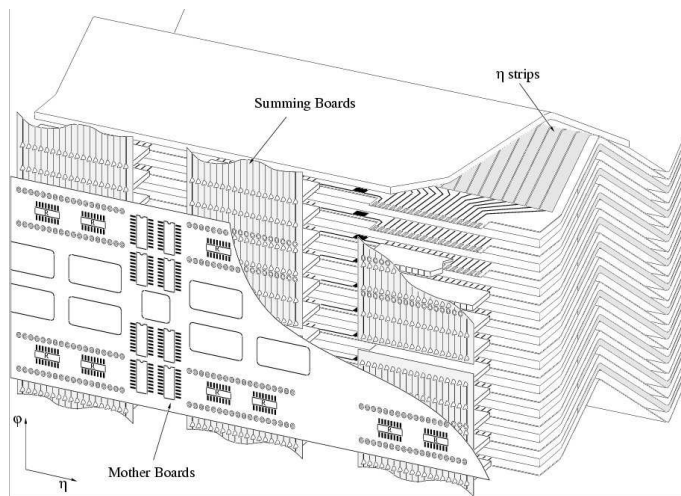 η strips
Summing Boards
φ
Mother Boards
η